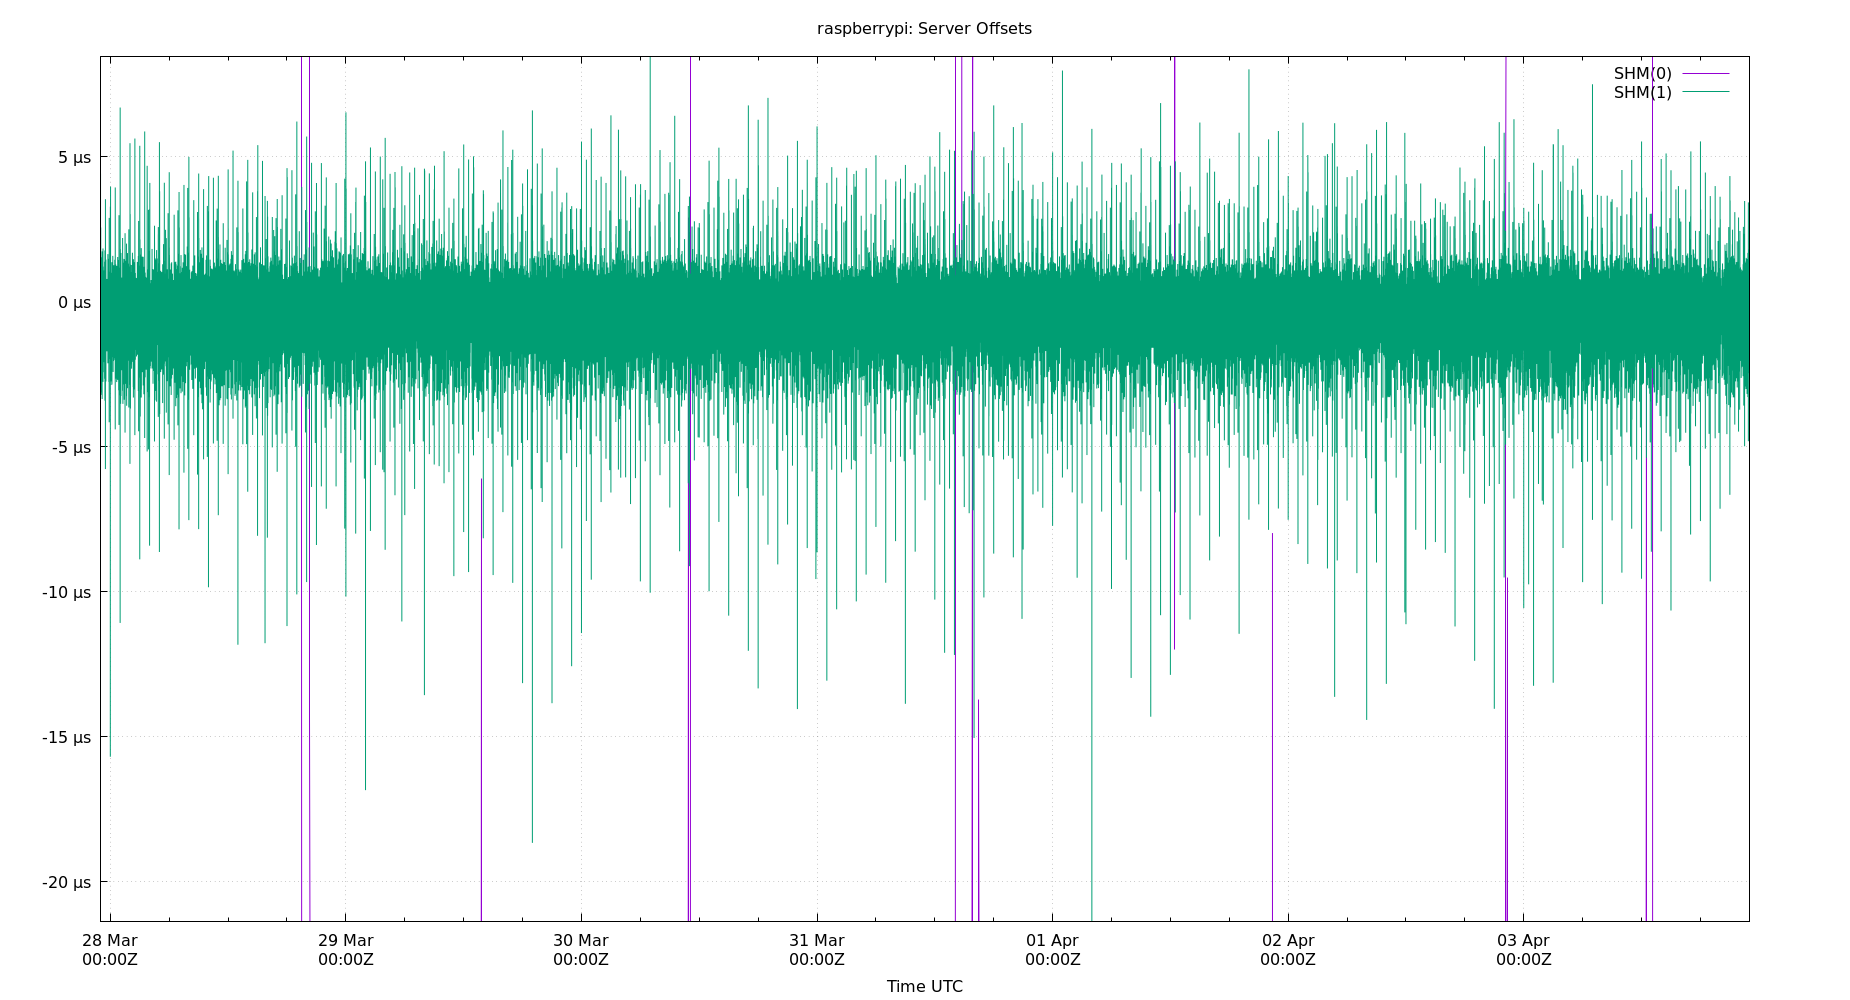 raspberrypi: Server Offsets
SHM(0)
SHM(1)
5 µs
0 µs
-5 µs
-10 µs
-15 µs
-20 µs
28 Mar 29 Mar 30 Mar 31 Mar 01 Apr 02 Apr 03 Apr
00:00Z 00:00Z 00:00Z 00:00Z 00:00Z 00:00Z 00:00Z
Time UTC